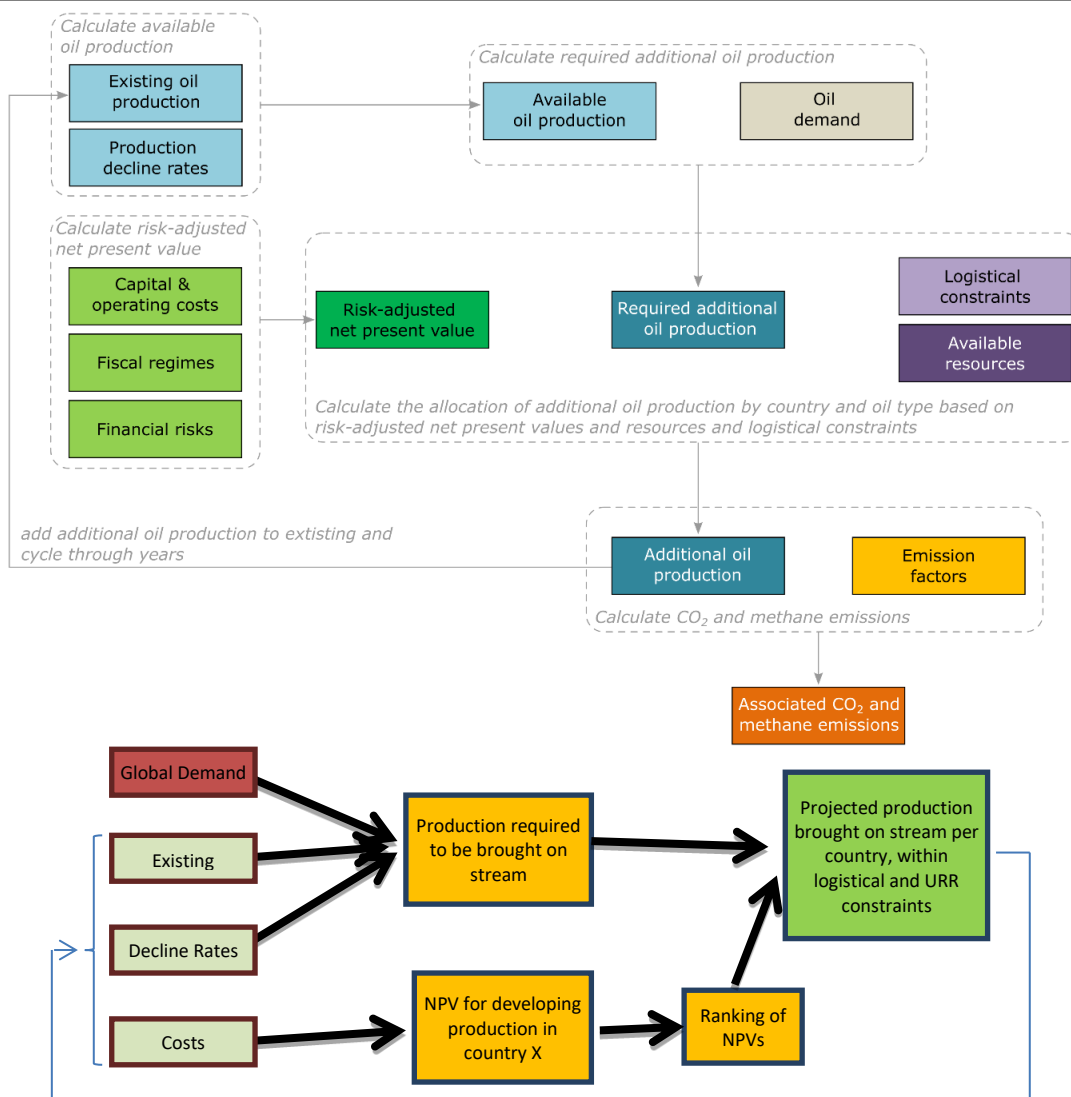 Calculate available
oil production
Existing oil
production
Production
decline rates
Calculate required additional oil production
Available
oil production
Oil
demand
Calculate risk-adjusted
net present value
Capital &
operating costs
Fiscal regimes
Financial risks
Risk-adjusted
net present value
Required additional
oil production
Logistical
constraints
Available
resources
Calculate the allocation of additional oil production by country and oil type based on
risk-adjusted net present values and resources and logistical constraints
add additional oil production to extisting and
cycle through years
Additional oil
production
Emission
factors
Calculate CO₂ and methane emissions
Associated CO₂ and
methane emissions
Global Demand
Existing
Decline Rates
Costs
Production required
to be brought on
stream
NPV for developing
production in
country X
Ranking of
NPVs
Projected production
brought on stream per
country, within
logistical and URR
constraints